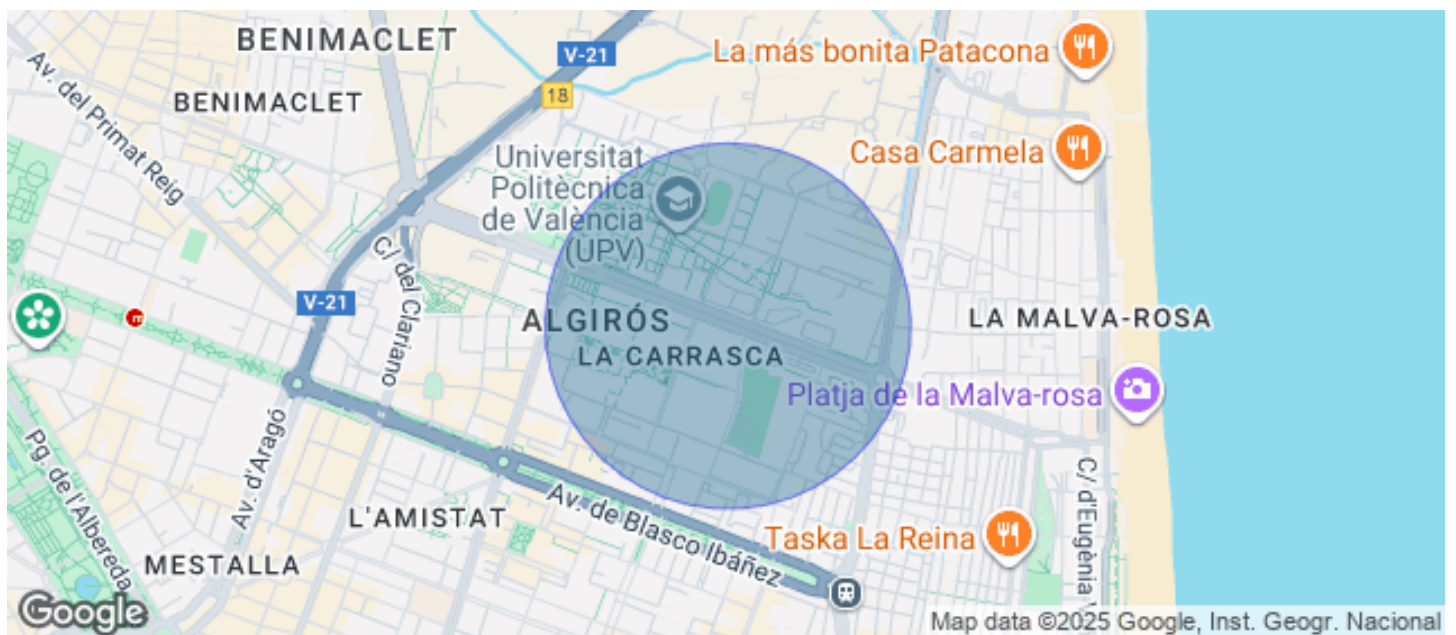 BENIMACLET
V-21
La más bonita Patacona
Av. del Primat Reig
BENIMACLET
18
Universitat
Politècnica
de València
(UPV)
Casa Carmela
C/ del Clariano
V-21
ALGIRÓS
LA CARRASCA
LA MALVA-ROSA
Platja de la Malva-rosa
Av. d'Aragó
Pg. de l'Albereda
L'AMISTAT
Av. de Blasco Ibáñez
MESTALLA
Taska La Reina
C/ d'Eugènia
Google
Map data ©2025 Google, Inst. Geogr. Nacional